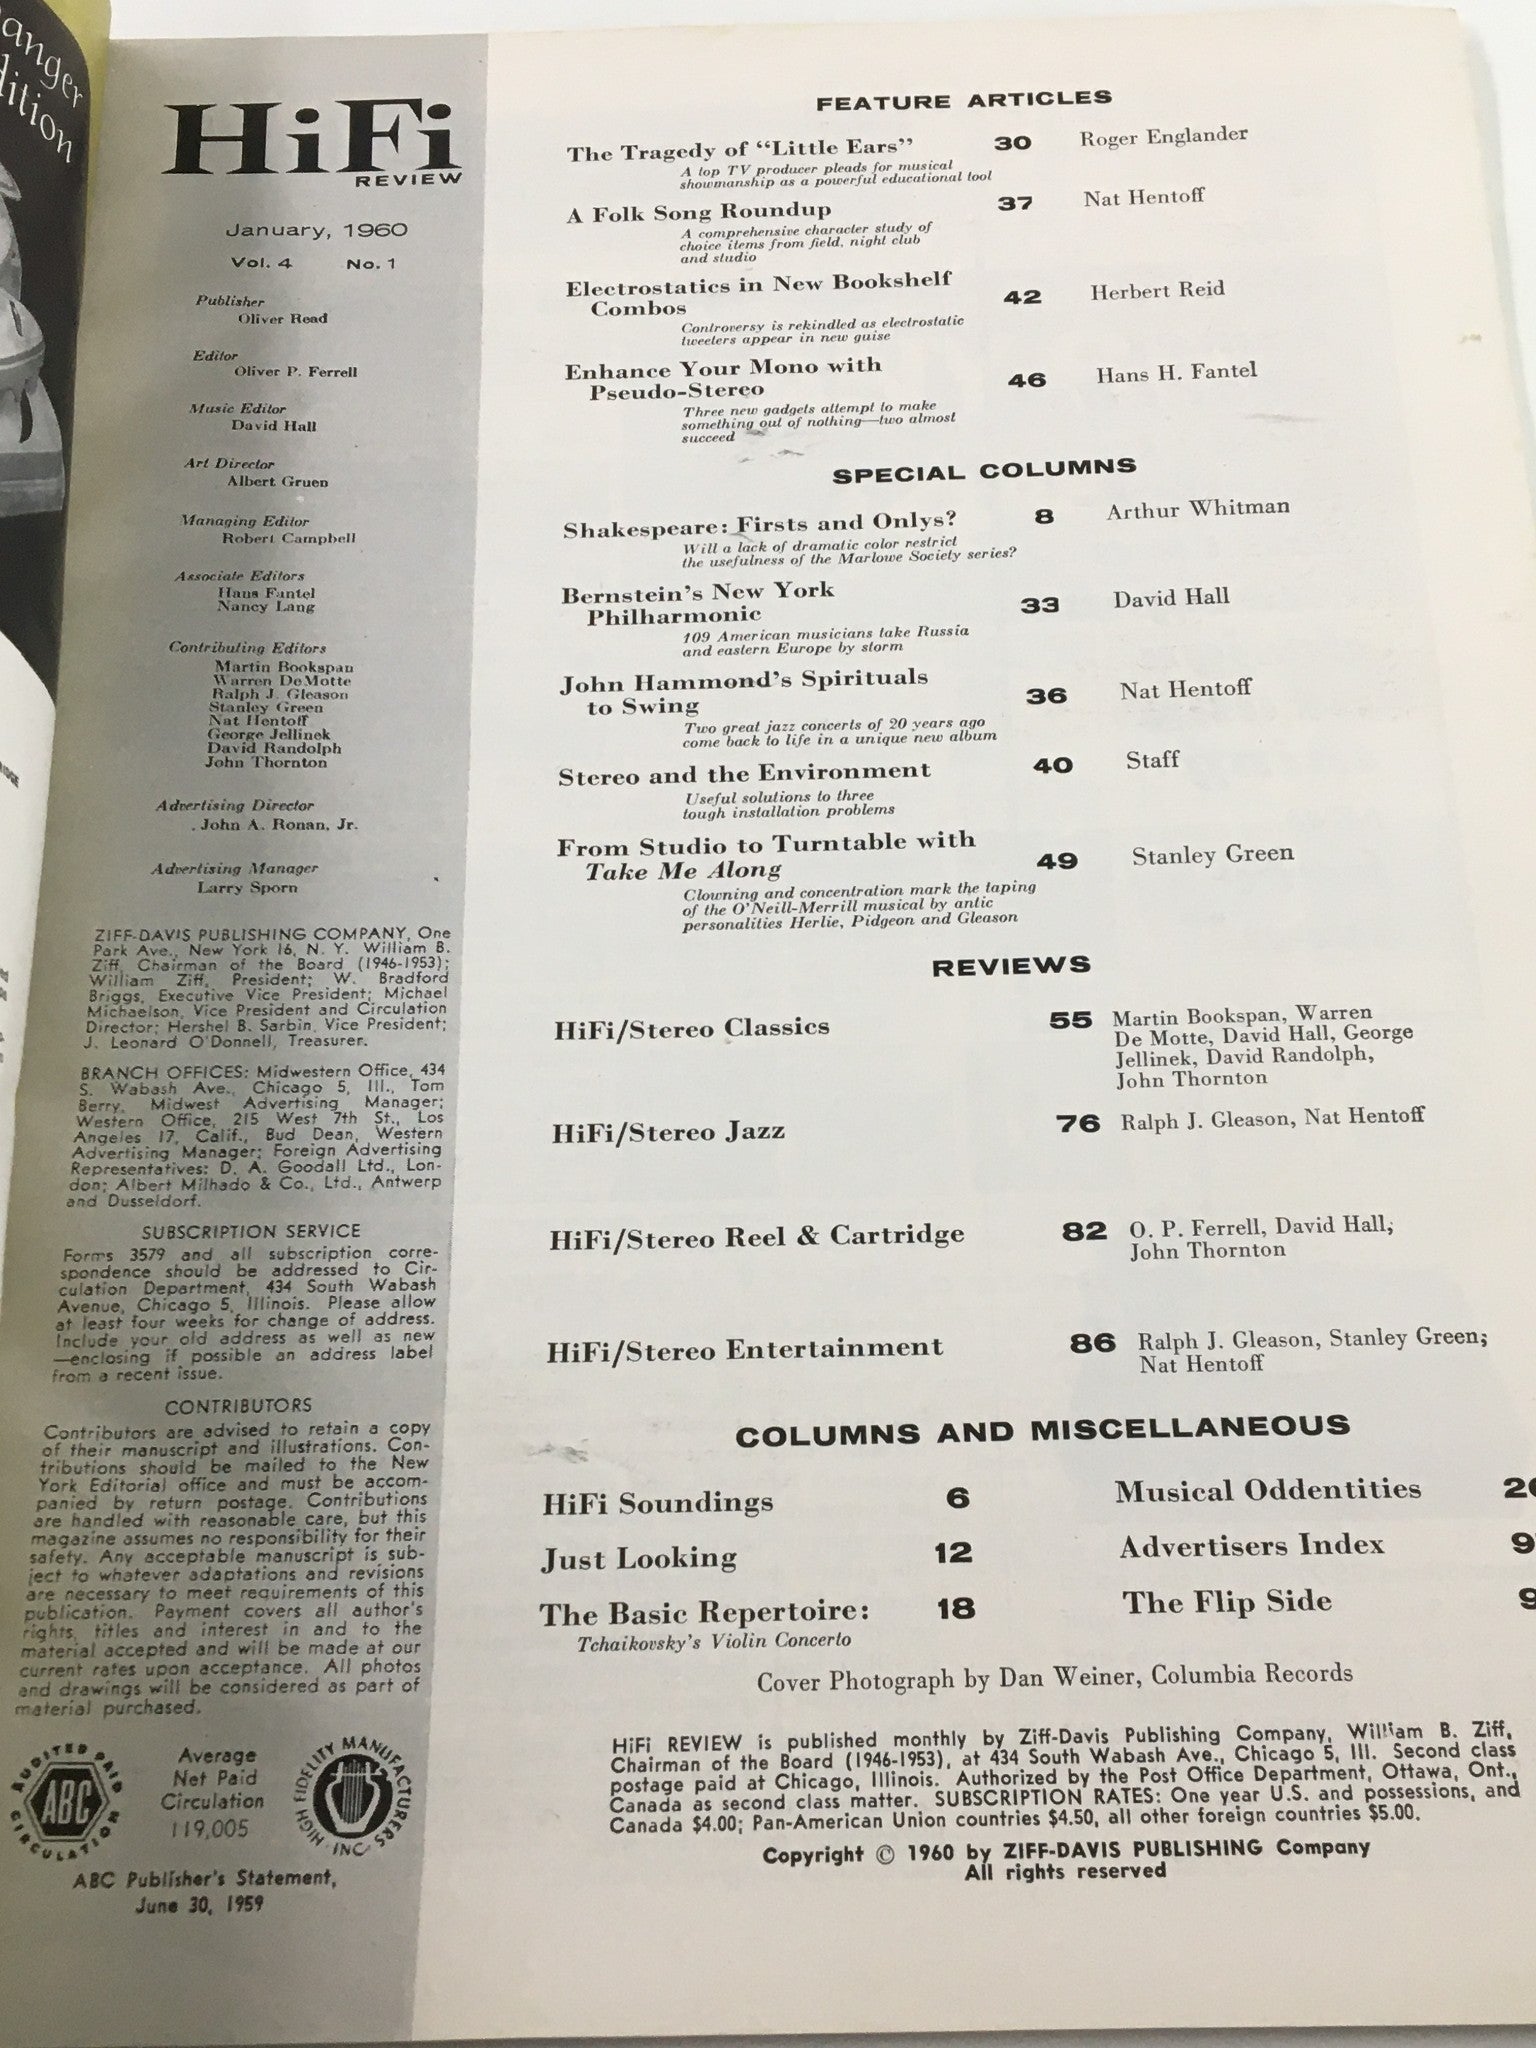 anger
dition
HiFi
REVIEW
January, 1960
Vol. 4 No. 1
Publisher
Oliver Read
Editor
Oliver P. Ferrell
Music Editor
David Hall
Art Director
Albert Gruen
Managing Editor
Robert Campbell
Associate Editors
Hans Fantel
Nancy Lang
Contributing Editors
Martin Bookspan
Warren DeMotte
Ralph J. Gleason
Stanley Green
Nat Hentoff
George Jellinek
David Randolph
John Thornton
Advertising Director
John A. Ronan, Jr.
Advertising Manager
Larry Sporn
ZIFF-DAVIS PUBLISHING COMPANY, One
Park Ave., New York 16, N. Y. William B.
Ziff, Chairman of the Board (1946-1953);
William Ziff, President; W. Bradford
Briggs, Executive Vice President; Michael
Michaelson, Vice President and Circulation
Director; Hershel B. Sarbin, Vice President;
J. Leonard O'Donnell, Treasurer.
BRANCH OFFICES: Midwestern Office, 434
S. Wabash Ave., Chicago 5, Ill., Tom
Berry, Midwest Advertising Manager;
Western Office, 215 West 7th St., Los
Angeles 17, Calif., Bud Dean, Western
Advertising Manager; Foreign Advertising
Representatives: D. A. Goodall Ltd., Lon-
don; Albert Milhado & Co., Ltd., Antwerp
and Dusseldorf.
SUBSCRIPTION SERVICE
Forms 3579 and all subscription corre-
spondence should be addressed to Cir-
culation Department, 434 South Wabash
Avenue, Chicago 5, Illinois. Please allow
at least four weeks for change of address.
Include your old address as well as new
—enclosing if possible an address label
from a recent issue.
CONTRIBUTORS
Contributors are advised to retain a copy
of their manuscript and illustrations. Con-
tributions should be mailed to the New
York Editorial office and must be accom-
panied by return postage. Contributions
are handled with reasonable care, but this
magazine assumes no responsibility for their
safety. Any acceptable manuscript is sub-
ject to whatever adaptations and revisions
are necessary to meet requirements of this
publication. Payment covers all author's
rights, titles and interest in and to the
material accepted and will be made at our
current rates upon acceptance. All photos
and drawings will be considered as part of
material purchased.
AUDITED PAID CIRCULATION
ABC
Average
Net Paid
Circulation
119,005
HIGH FIDELITY MANUFACTURERS INC.
ABC Publisher's Statement,
June 30, 1959
FEATURE ARTICLES
The Tragedy of "Little Ears" 30 Roger Englander
A top TV producer pleads for musical
showmanship as a powerful educational tool
A Folk Song Roundup 37 Nat Hentoff
A comprehensive character study of
choice items from field, night club
and studio
Electrostatics in New Bookshelf
Combos 42 Herbert Reid
Controversy is rekindled as electrostatic
tweeters appear in new guise
Enhance Your Mono with
Pseudo-Stereo 46 Hans H. Fantel
Three new gadgets attempt to make
something out of nothing—two almost
succeed
SPECIAL COLUMNS
Shakespeare: Firsts and Onlys? 8 Arthur Whitman
Will a lack of dramatic color restrict
the usefulness of the Marlowe Society series?
Bernstein's New York
Philharmonic 33 David Hall
109 American musicians take Russia
and eastern Europe by storm
John Hammond's Spirituals
to Swing 36 Nat Hentoff
Two great jazz concerts of 20 years ago
come back to life in a unique new album
Stereo and the Environment 40 Staff
Useful solutions to three
tough installation problems
From Studio to Turntable with
Take Me Along 49 Stanley Green
Clowning and concentration mark the taping
of the O'Neill-Merrill musical by antic
personalities Herlie, Pidgeon and Gleason
REVIEWS
HiFi/Stereo Classics 55 Martin Bookspan, Warren
De Motte, David Hall, George
Jellinek, David Randolph,
John Thornton
HiFi/Stereo Jazz 76 Ralph J. Gleason, Nat Hentoff
HiFi/Stereo Reel & Cartridge 82 O. P. Ferrell, David Hall,
John Thornton
HiFi/Stereo Entertainment 86 Ralph J. Gleason, Stanley Green,
Nat Hentoff
COLUMNS AND MISCELLANEOUS
HiFi Soundings 6 Musical Oddentities
Just Looking 12 Advertisers Index
The Basic Repertoire: 18 The Flip Side
Tchaikovsky's Violin Concerto
Cover Photograph by Dan Weiner, Columbia Records
HiFi REVIEW is published monthly by Ziff-Davis Publishing Company, William B. Ziff,
Chairman of the Board (1946-1953), at 434 South Wabash Ave., Chicago 5, Ill. Second class
postage paid at Chicago, Illinois. Authorized by the Post Office Department, Ottawa, Ont.,
Canada as second class matter. SUBSCRIPTION RATES: One year U.S. and possessions, and
Canada $4.00; Pan-American Union countries $4.50, all other foreign countries $5.00.
Copyright © 1960 by ZIFF-DAVIS PUBLISHING Company
All rights reserved